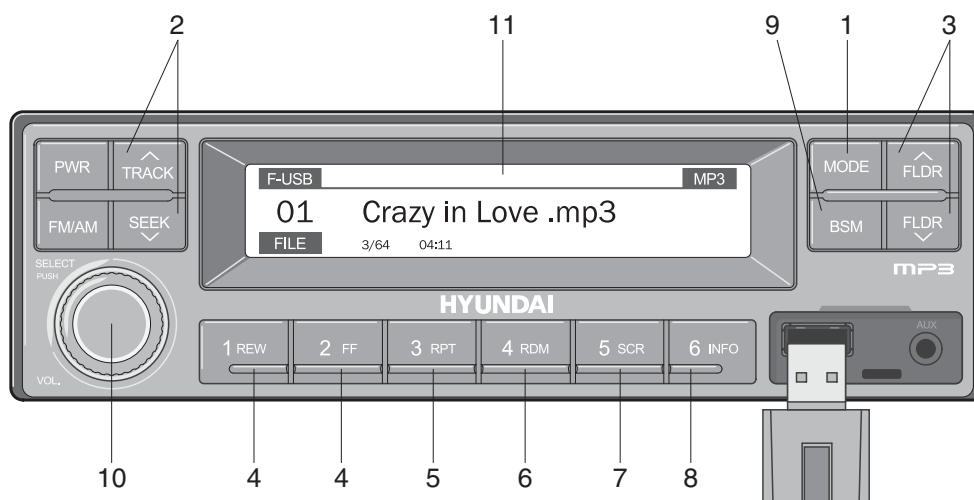 2 11 9 1 3
PWR TRACK
FM/AM SEEK
F-USB MP3
01 Crazy in Love .mp3
FILE 3/64 04:11
MODE FLDR
BSM FLDR
MP3
SELECT
PUSH
VOL.
HYUNDAI
1 REW 2 FF 3 RPT 4 RDM 5 SCR 6 INFO
AUX
10 4 4 5 6 7 8